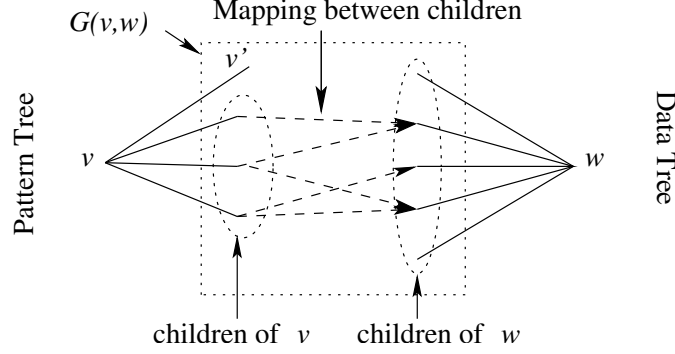 Mapping between children
G(v,w)
v'
Pattern Tree
v
w
Data Tree
children of v
children of w